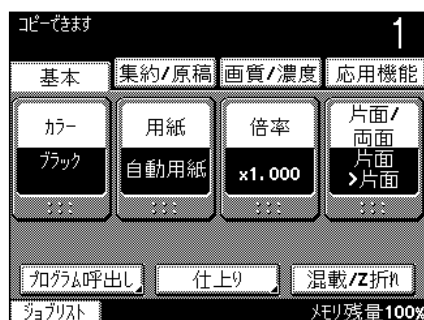 コピーできます
1
基本 集約/原稿 画質/濃度 応用機能
ｶﾗｰ 用紙 倍率 片面/
両面
ﾌﾞﾗｯｸ 自動用紙 x1.000 片面
>片面
ﾌﾟﾛｸﾞﾗﾑ呼出し 仕上り 混載/Z折れ
ｼﾞｮﾌﾞﾘｽﾄ ﾒﾓﾘ残量100%